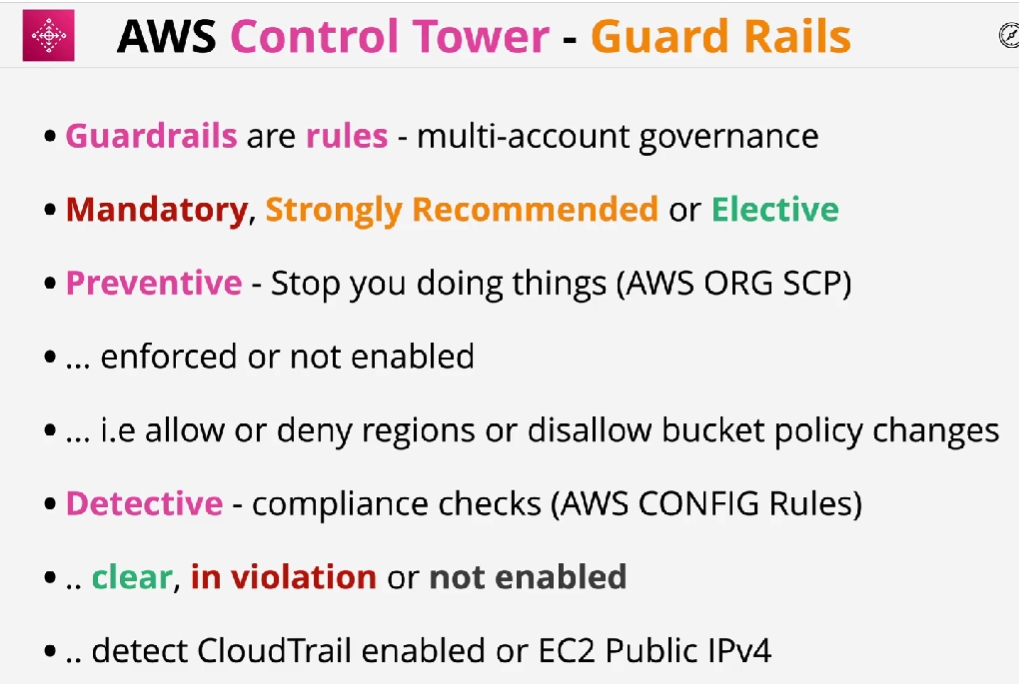 AWS Control Tower - Guard Rails
• Guardrails are rules - multi-account governance
• Mandatory, Strongly Recommended or Elective
• Preventive - Stop you doing things (AWS ORG SCP)
• ... enforced or not enabled
• ... i.e allow or deny regions or disallow bucket policy changes
• Detective - compliance checks (AWS CONFIG Rules)
• .. clear, in violation or not enabled
• .. detect CloudTrail enabled or EC2 Public IPv4